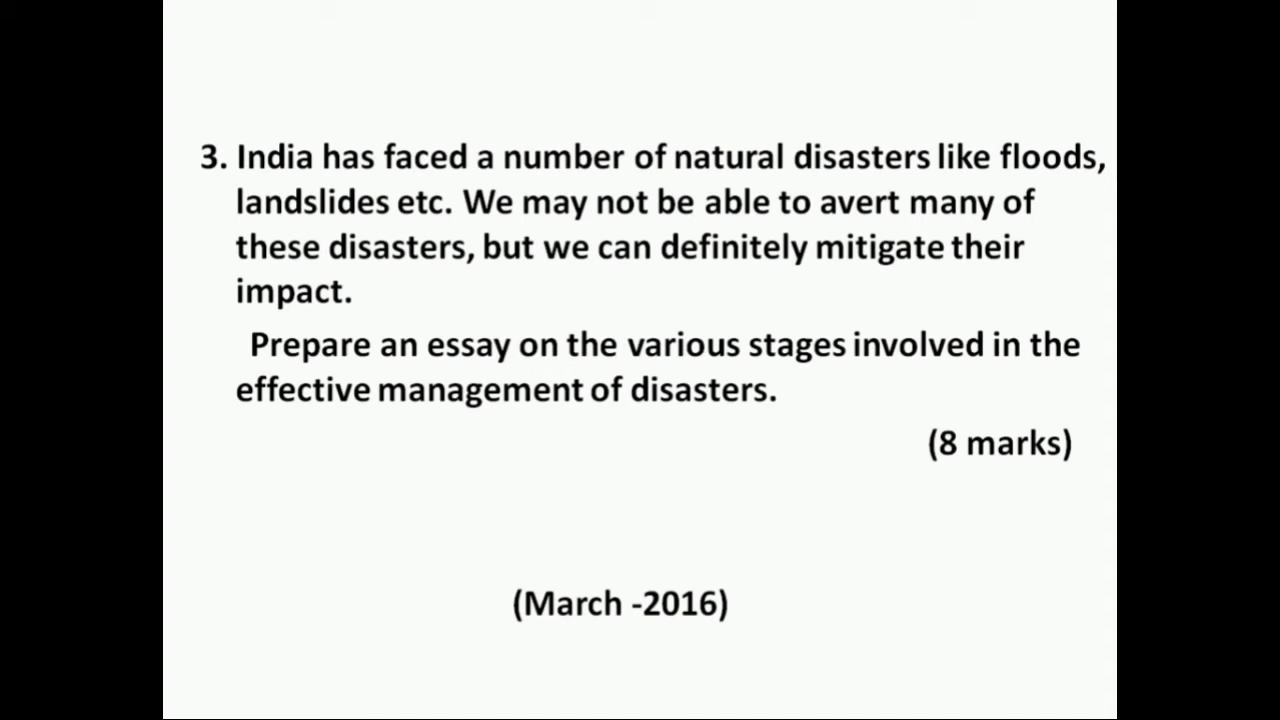 3. India has faced a number of natural disasters like floods,
landslides etc. We may not be able to avert many of
these disasters, but we can definitely mitigate their
impact.
Prepare an essay on the various stages involved in the
effective management of disasters.
(8 marks)
(March -2016)